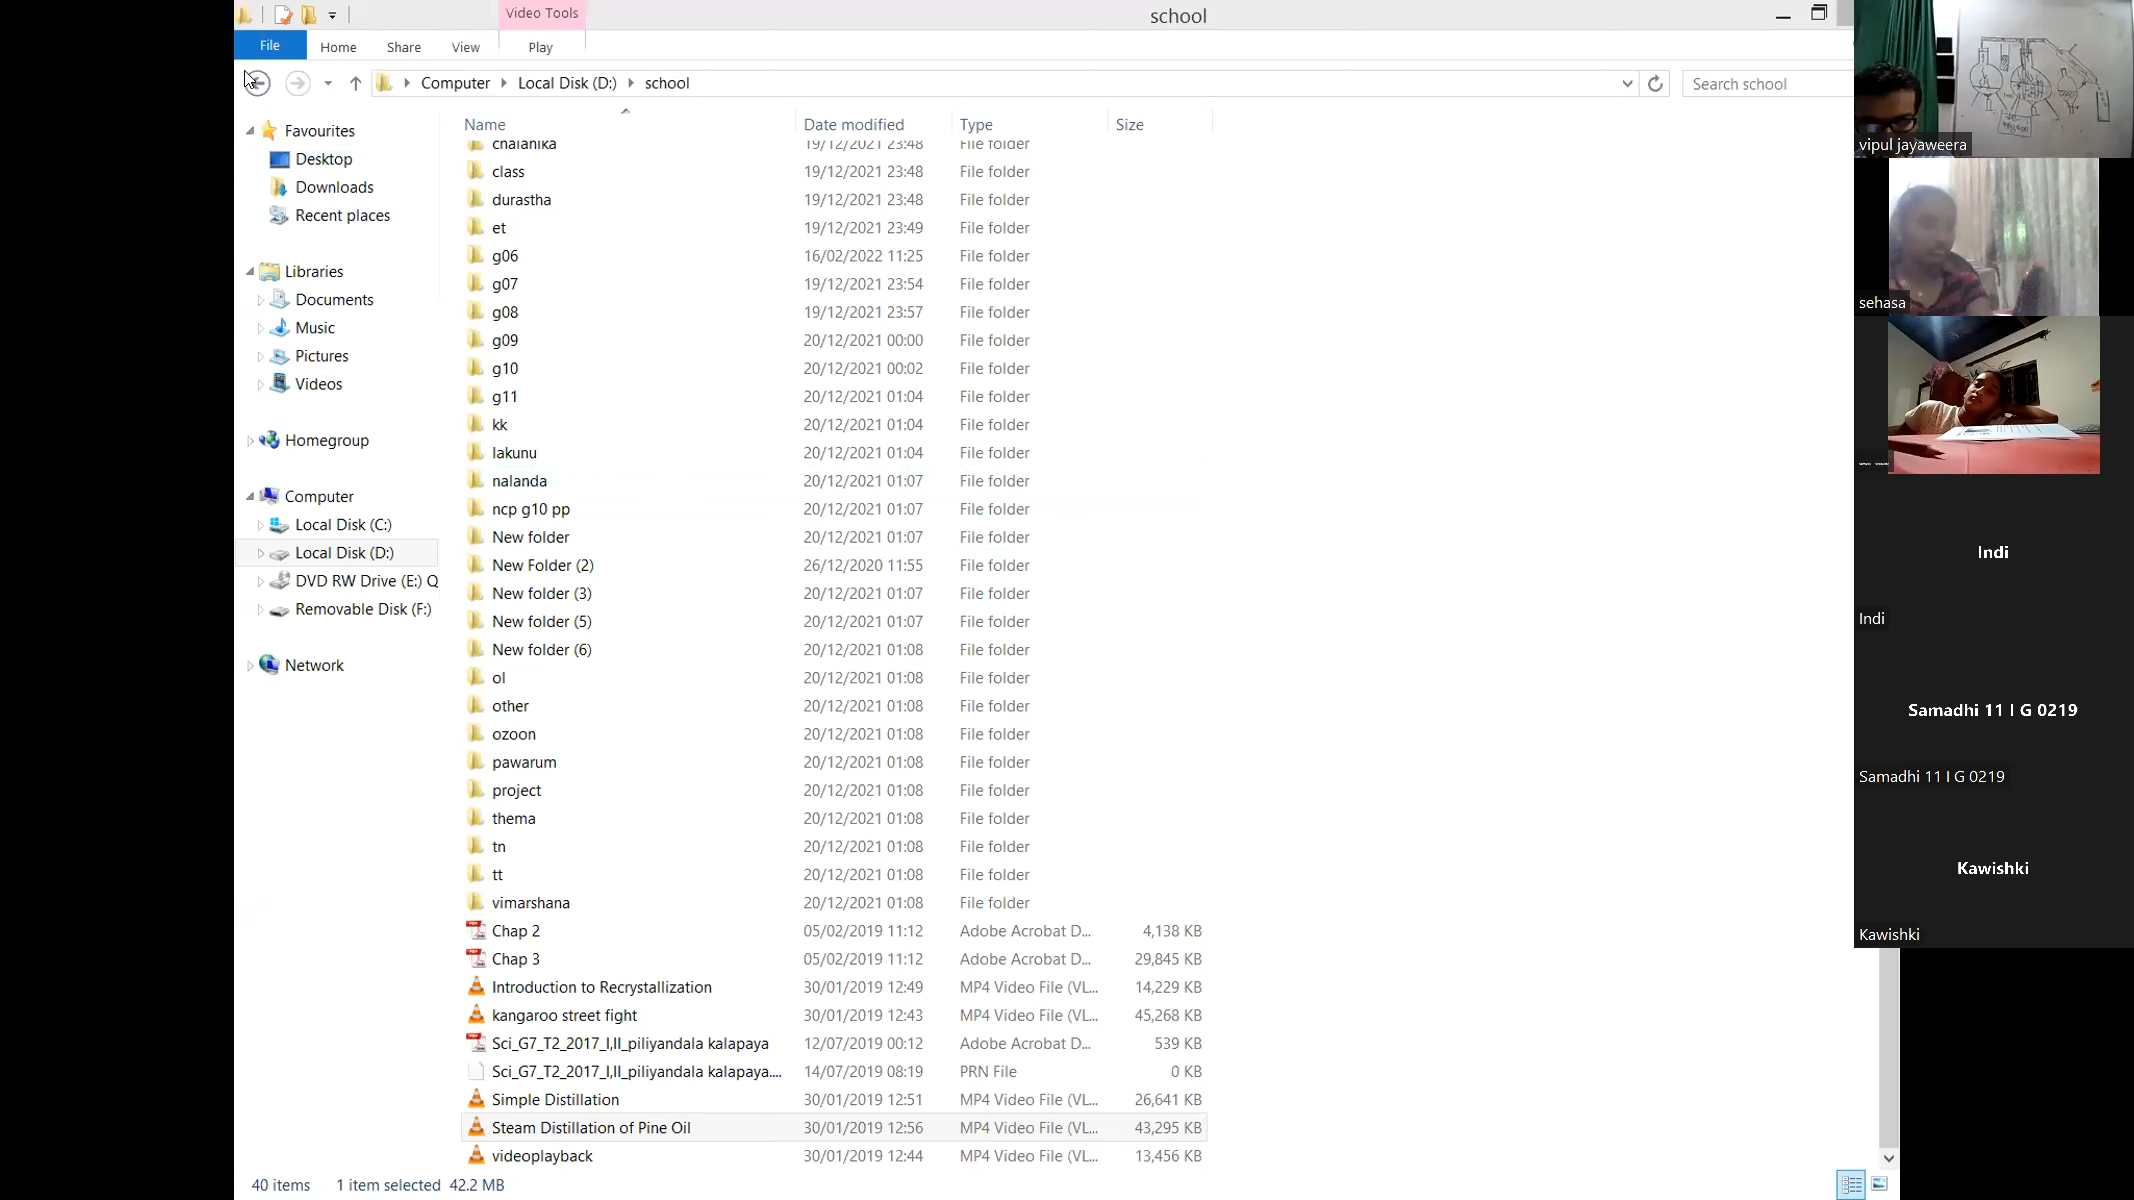 Video Tools
school
File
Home
Share
View
Play
Computer
Local Disk (D:)
school
Search school
Favourites
Desktop
Downloads
Recent places
Libraries
Documents
Music
Pictures
Videos
Homegroup
Computer
Local Disk (C:)
Local Disk (D:)
DVD RW Drive (E:) Q
Removable Disk (F:)
Network
Name Date modified Type Size
chalanika 19/12/2021 23:48 File folder
class 19/12/2021 23:48 File folder
durastha 19/12/2021 23:48 File folder
et 19/12/2021 23:49 File folder
g06 16/02/2022 11:25 File folder
g07 19/12/2021 23:54 File folder
g08 19/12/2021 23:57 File folder
g09 20/12/2021 00:00 File folder
g10 20/12/2021 00:02 File folder
g11 20/12/2021 01:04 File folder
kk 20/12/2021 01:04 File folder
lakunu 20/12/2021 01:04 File folder
nalanda 20/12/2021 01:07 File folder
ncp g10 pp 20/12/2021 01:07 File folder
New folder 20/12/2021 01:07 File folder
New Folder (2) 26/12/2020 11:55 File folder
New folder (3) 20/12/2021 01:07 File folder
New folder (5) 20/12/2021 01:07 File folder
New folder (6) 20/12/2021 01:08 File folder
ol 20/12/2021 01:08 File folder
other 20/12/2021 01:08 File folder
ozoon 20/12/2021 01:08 File folder
pawarum 20/12/2021 01:08 File folder
project 20/12/2021 01:08 File folder
thema 20/12/2021 01:08 File folder
tn 20/12/2021 01:08 File folder
tt 20/12/2021 01:08 File folder
vimarshana 20/12/2021 01:08 File folder
Chap 2 05/02/2019 11:12 Adobe Acrobat D... 4,138 KB
Chap 3 05/02/2019 11:12 Adobe Acrobat D... 29,845 KB
Introduction to Recrystallization 30/01/2019 12:49 MP4 Video File (VL... 14,229 KB
kangaroo street fight 30/01/2019 12:43 MP4 Video File (VL... 45,268 KB
Sci_G7_T2_2017_I,II_piliyandala kalapaya 12/07/2019 00:12 Adobe Acrobat D... 539 KB
Sci_G7_T2_2017_I,II_piliyandala kalapaya.... 14/07/2019 08:19 PRN File 0 KB
Simple Distillation 30/01/2019 12:51 MP4 Video File (VL... 26,641 KB
Steam Distillation of Pine Oil 30/01/2019 12:56 MP4 Video File (VL... 43,295 KB
videoplayback 30/01/2019 12:44 MP4 Video File (VL... 13,456 KB
40 items 1 item selected 42.2 MB
vipul jayaweera
sehasa
Indi
Indi
Samadhi 11 I G 0219
Samadhi 11 I G 0219
Kawishki
Kawishki